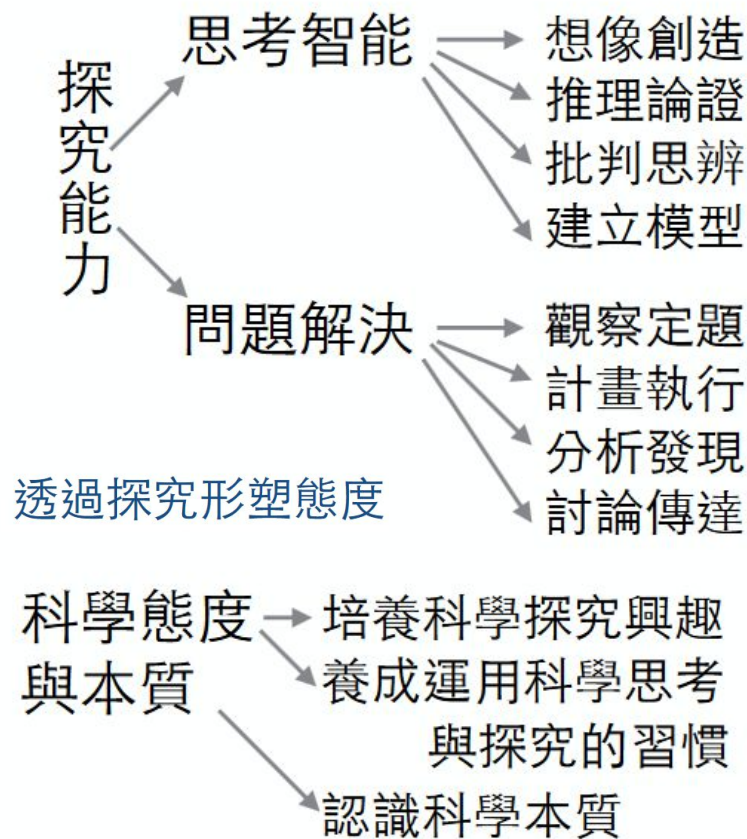 探究能力
思考智能
想像創造
推理論證
批判思辨
建立模型
問題解決
觀察定題
計畫執行
分析發現
討論傳達
透過探究形塑態度
科學態度
與本質
培養科學探究興趣
養成運用科學思考
與探究的習慣
認識科學本質